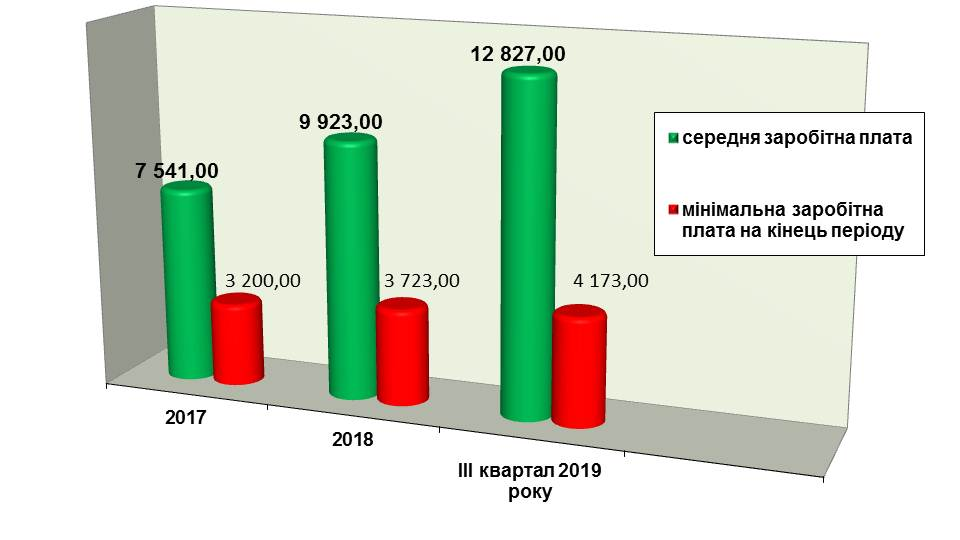 12 827,00
9 923,00
7 541,00
середня заробітна плата
мінімальна заробітна
плата на кінець періоду
3 200,00
3 723,00
4 173,00
2017
2018
ІІІ квартал 2019
року